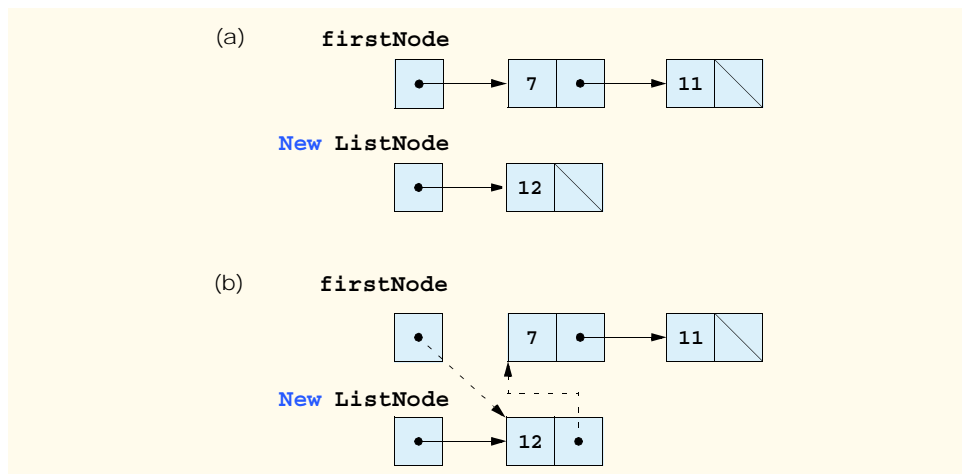 (a) firstNode
7 11
New ListNode
12
(b) firstNode
7 11
New ListNode
12